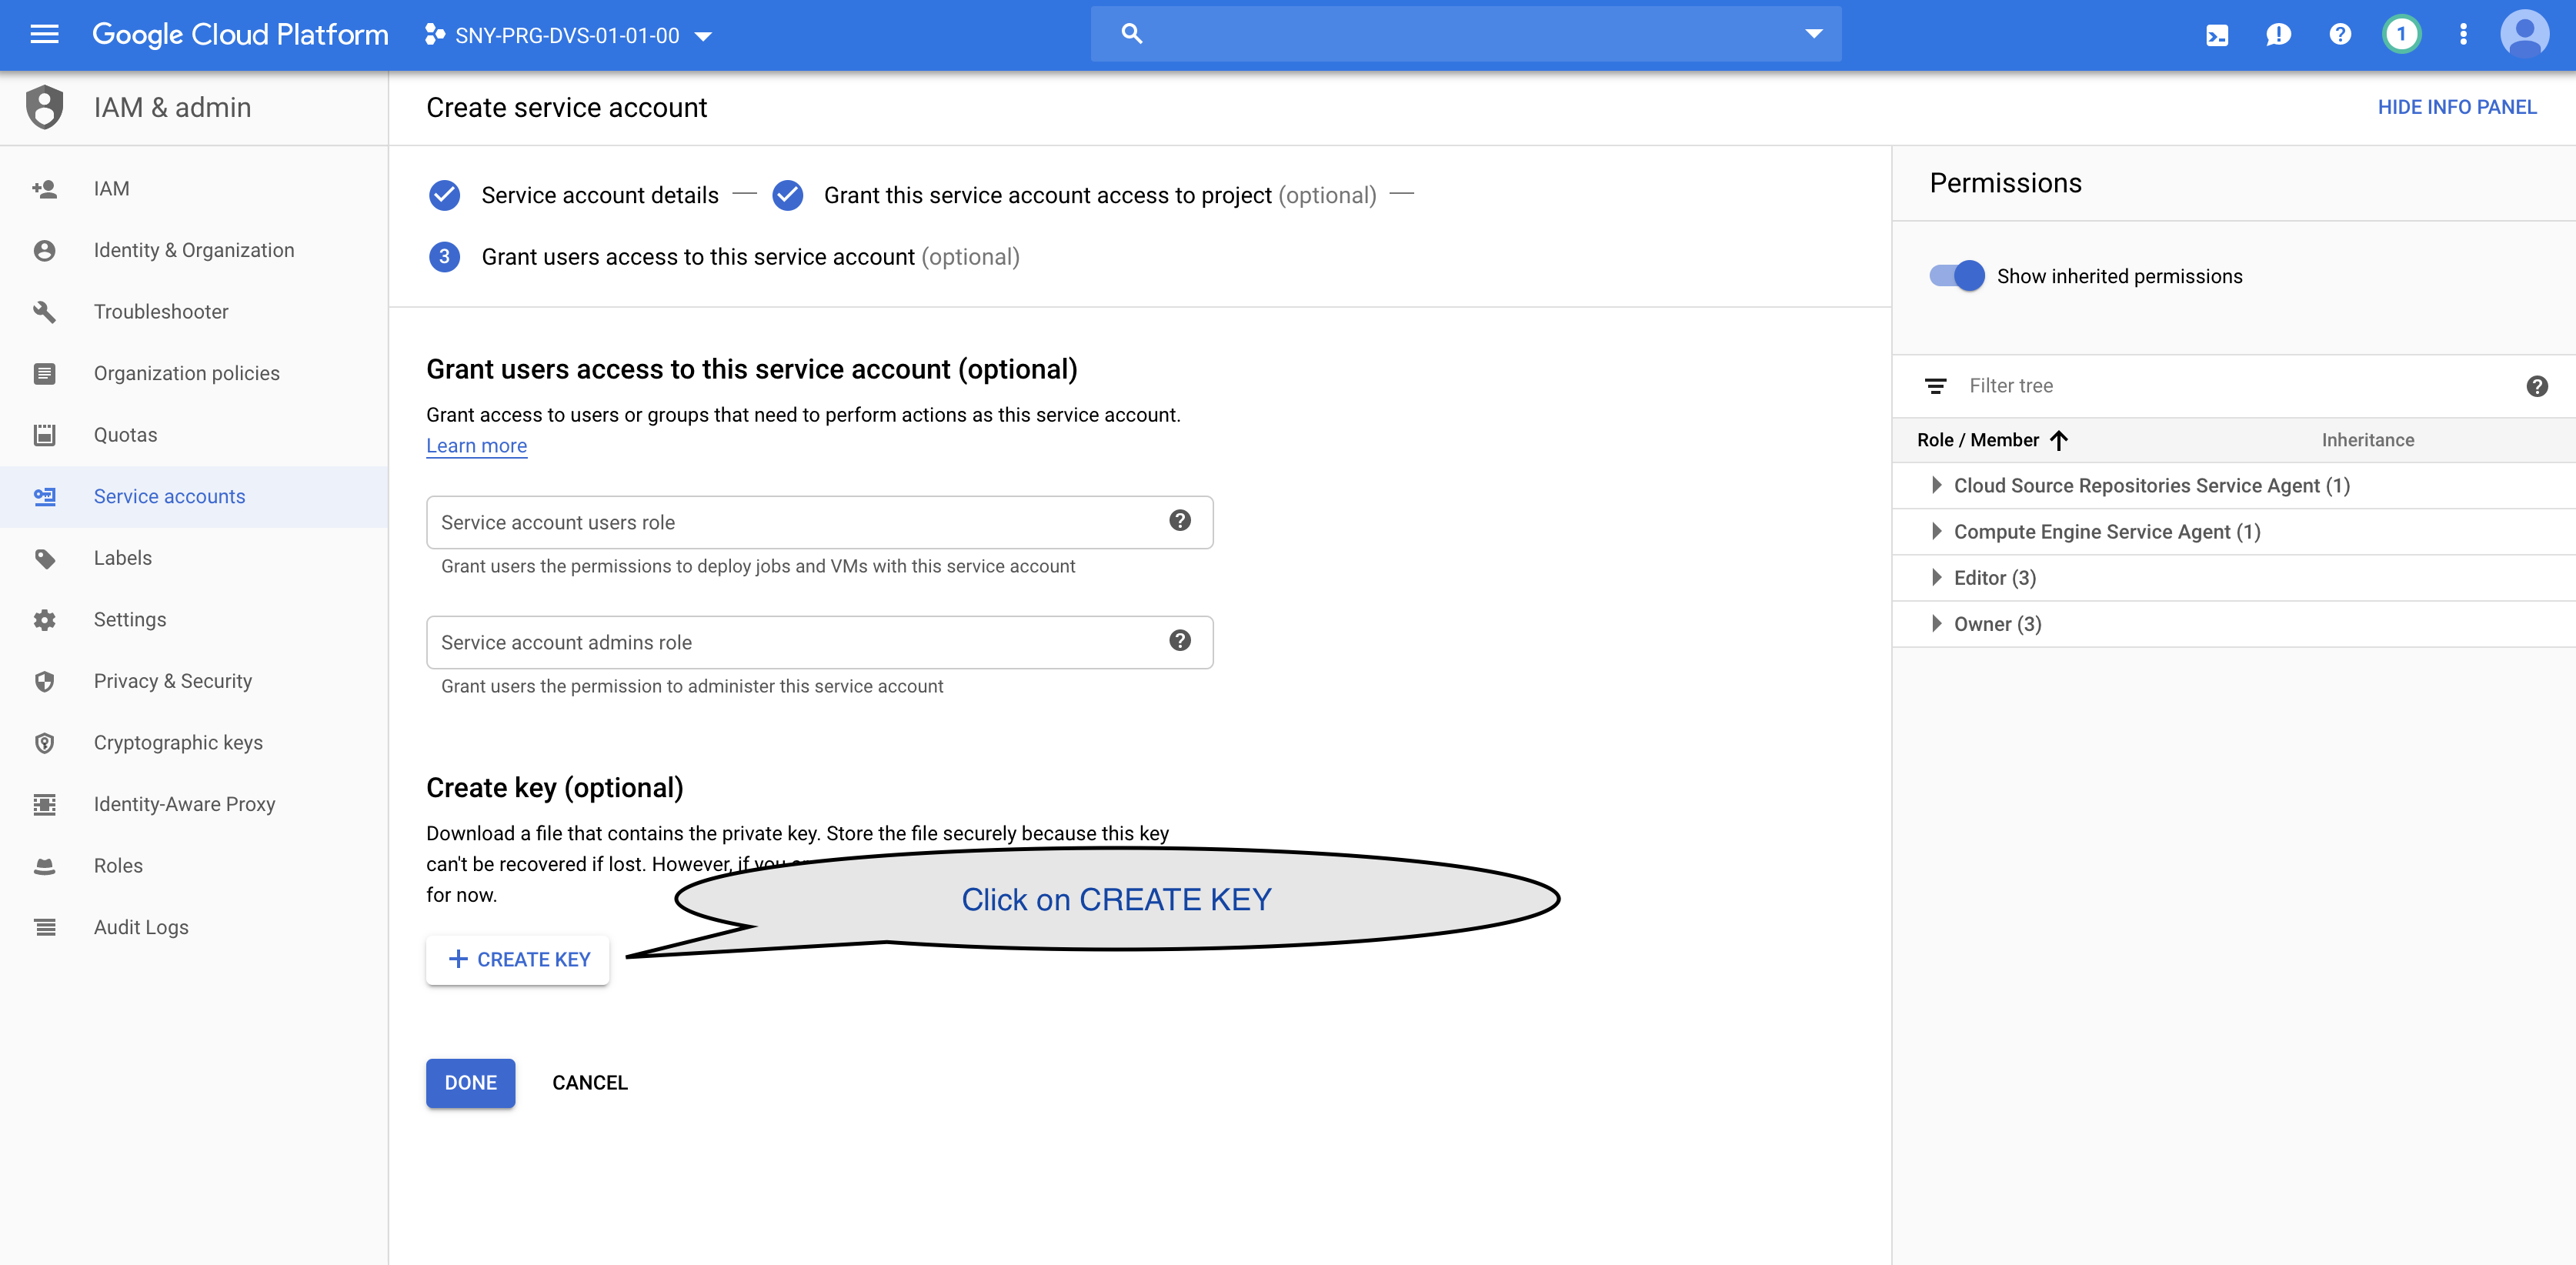 Google Cloud Platform
SNY-PRG-DVS-01-01-00
1
IAM & admin
Create service account
HIDE INFO PANEL
IAM
Identity & Organization
Troubleshooter
Organization policies
Quotas
Service accounts
Labels
Settings
Privacy & Security
Cryptographic keys
Identity-Aware Proxy
Roles
Audit Logs
Service account details — Grant this service account access to project (optional) —
3 Grant users access to this service account (optional)
Grant users access to this service account (optional)
Grant access to users or groups that need to perform actions as this service account.
Learn more
Service account users role
Grant users the permissions to deploy jobs and VMs with this service account
Service account admins role
Grant users the permission to administer this service account
Create key (optional)
Download a file that contains the private key. Store the file securely because this key
can't be recovered if lost. However, if you
for now.
Click on CREATE KEY
+ CREATE KEY
DONE CANCEL
Permissions
Show inherited permissions
Filter tree
Role / Member Inheritance
Cloud Source Repositories Service Agent (1)
Compute Engine Service Agent (1)
Editor (3)
Owner (3)